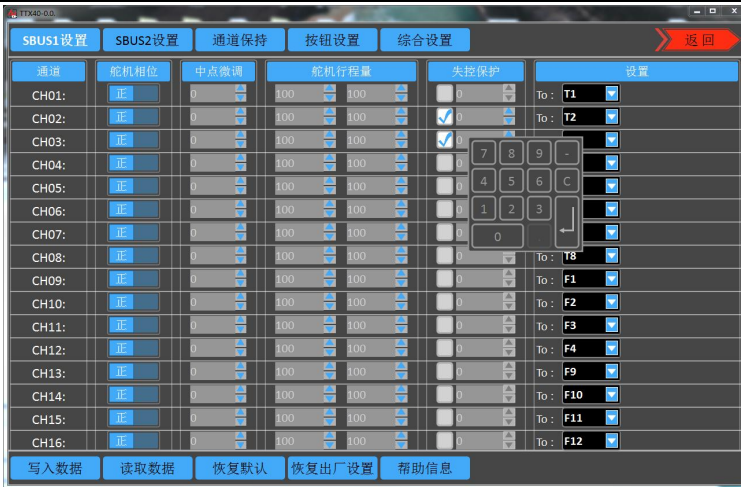 TTX40-0.0.
SBUS1设置 SBUS2设置 通道保持 按钮设置 综合设置 返回
通道 舵机相位 中点微调 舵机行程量 失控保护 设置
CH01: 正 0 100 100 0 To: T1
CH02: 正 0 100 100 0 To: T2
CH03: 正 0 100 100 0
7 8 9 -
CH04: 正 0 100 100 0
4 5 6 C
CH05: 正 0 100 100 0
CH06: 正 0 100 100 0
1 2 3
CH07: 正 0 100 100 0
0 .
CH08: 正 0 100 100 0 To: T8
CH09: 正 0 100 100 0 To: F1
CH10: 正 0 100 100 0 To: F2
CH11: 正 0 100 100 0 To: F3
CH12: 正 0 100 100 0 To: F4
CH13: 正 0 100 100 0 To: F9
CH14: 正 0 100 100 0 To: F10
CH15: 正 0 100 100 0 To: F11
CH16: 正 0 100 100 0 To: F12
写入数据 读取数据 恢复默认 恢复出厂设置 帮助信息